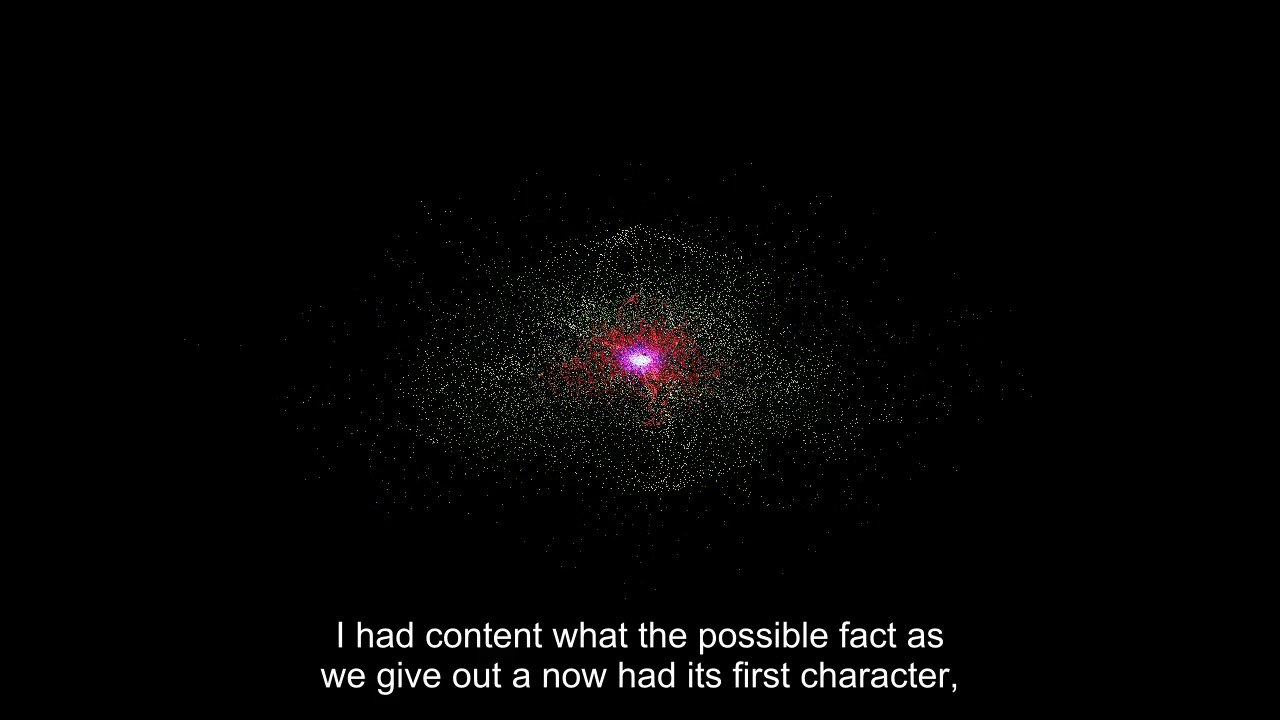 I had content what the possible fact as
we give out a now had its first character,